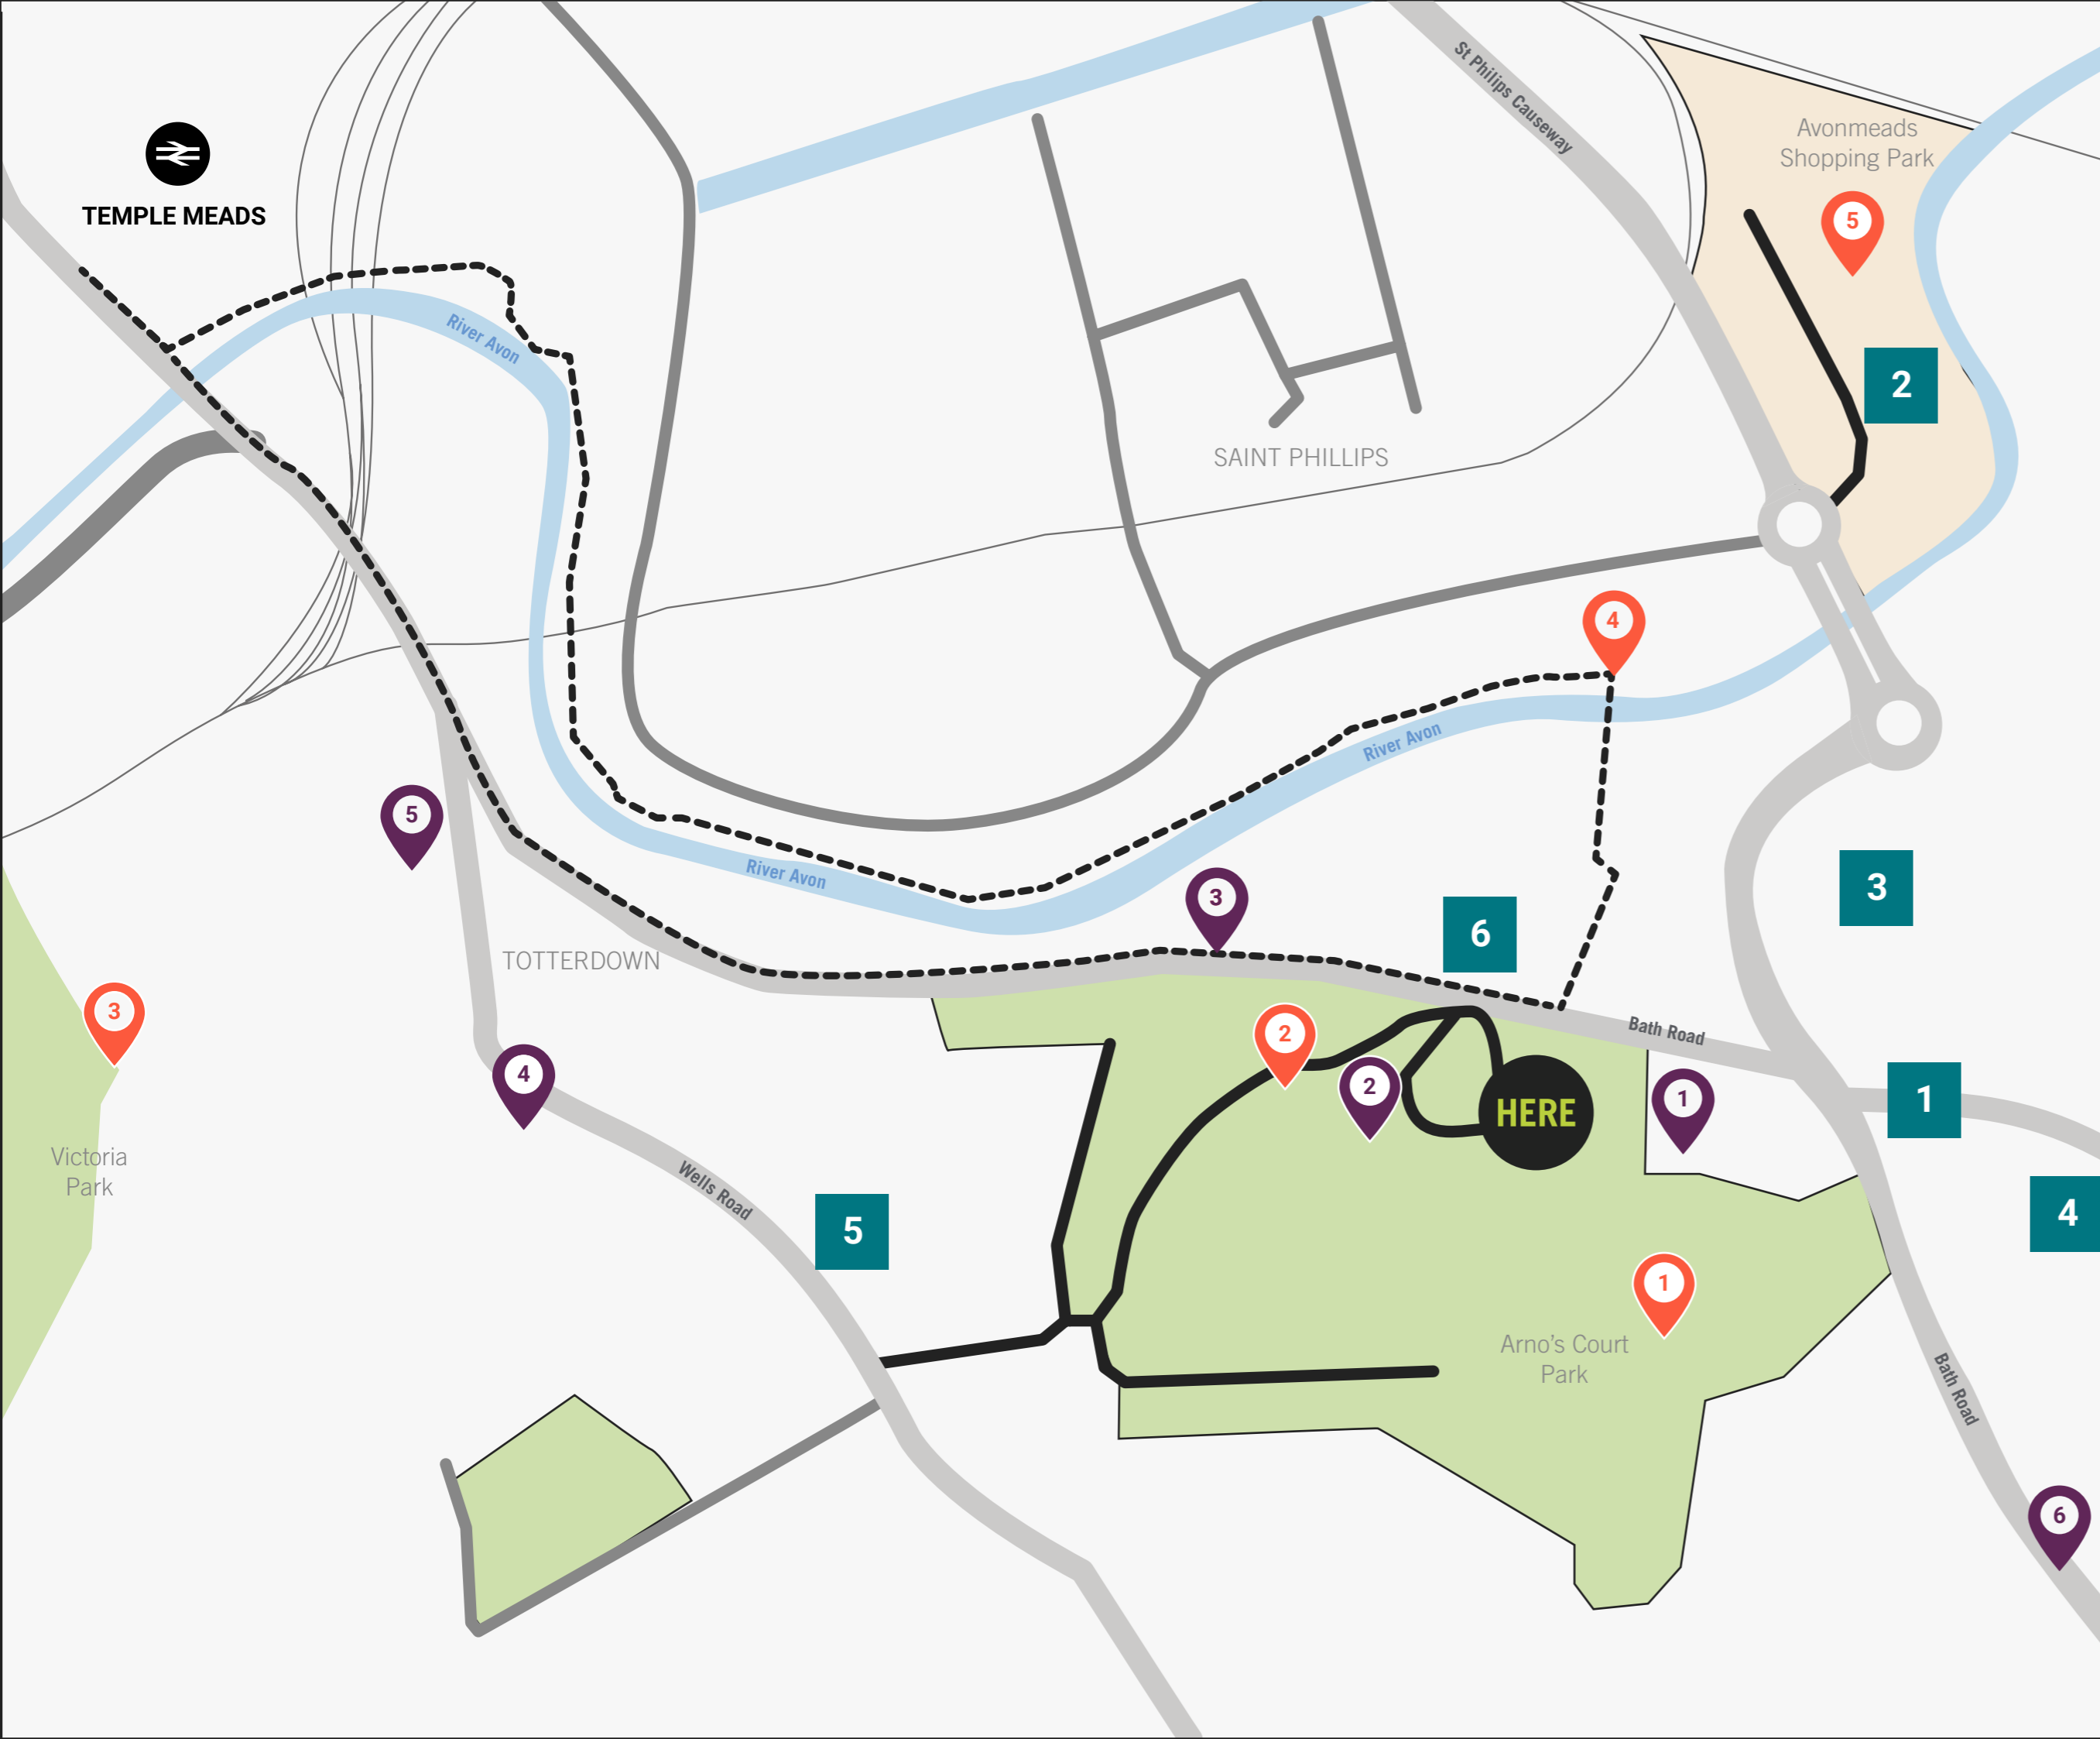 St Philips Causeway
Avonmeads
Shopping Park
TEMPLE MEADS
5
River Avon
2
SAINT PHILLIPS
4
River Avon
5
3
River Avon
3
6
TOTTERDOWN
3
2
Bath Road
4
2
1
1
HERE
Victoria
Park
Wells Road
5
4
1
Arno's Court
Park
Bath Road
6